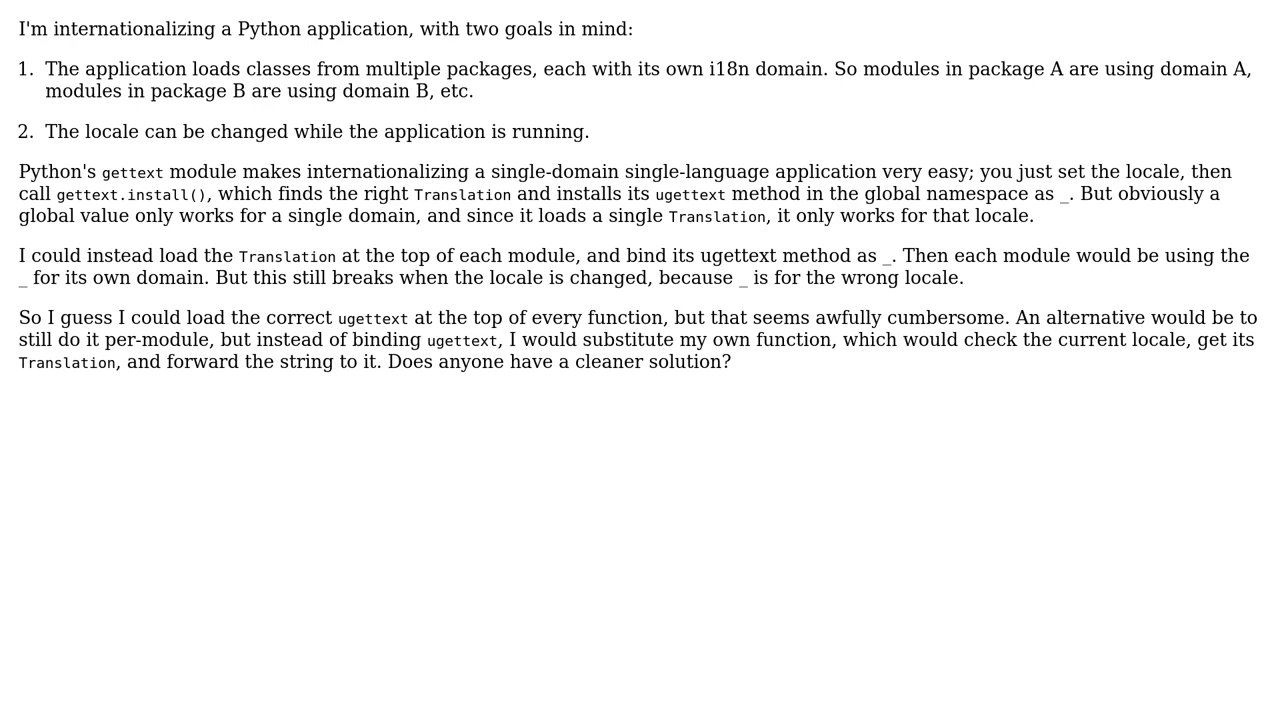 I'm internationalizing a Python application, with two goals in mind:
1. The application loads classes from multiple packages, each with its own i18n domain. So modules in package A are using domain A,
modules in package B are using domain B, etc.
2. The locale can be changed while the application is running.
Python's gettext module makes internationalizing a single-domain single-language application very easy; you just set the locale, then
call gettext.install(), which finds the right Translation and installs its ugettext method in the global namespace as _. But obviously a
global value only works for a single domain, and since it loads a single Translation, it only works for that locale.
I could instead load the Translation at the top of each module, and bind its ugettext method as _. Then each module would be using the
_ for its own domain. But this still breaks when the locale is changed, because _ is for the wrong locale.
So I guess I could load the correct ugettext at the top of every function, but that seems awfully cumbersome. An alternative would be to
still do it per-module, but instead of binding ugettext, I would substitute my own function, which would check the current locale, get its
Translation, and forward the string to it. Does anyone have a cleaner solution?